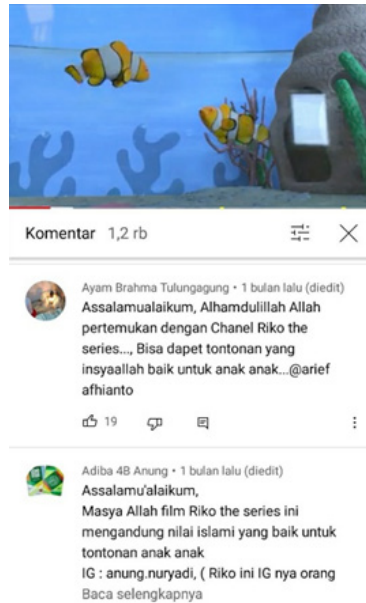 Komentar 1,2 rb
Ayam Brahma Tulungagung • 1 bulan lalu (diedit)
Assalamualaikum, Alhamdulillah Allah
pertemukan dengan Chanel Riko the
series..., Bisa dapet tontonan yang
insyaallah baik untuk anak anak...@arief
afhianto
19
Adiba 4B Anung • 1 bulan lalu (diedit)
Assalamu'alaikum,
Masya Allah film Riko the series ini
mengandung nilai islami yang baik untuk
tontonan anak anak
IG : anung.nuryadi, ( Riko ini IG nya orang
Baca selengkapnya